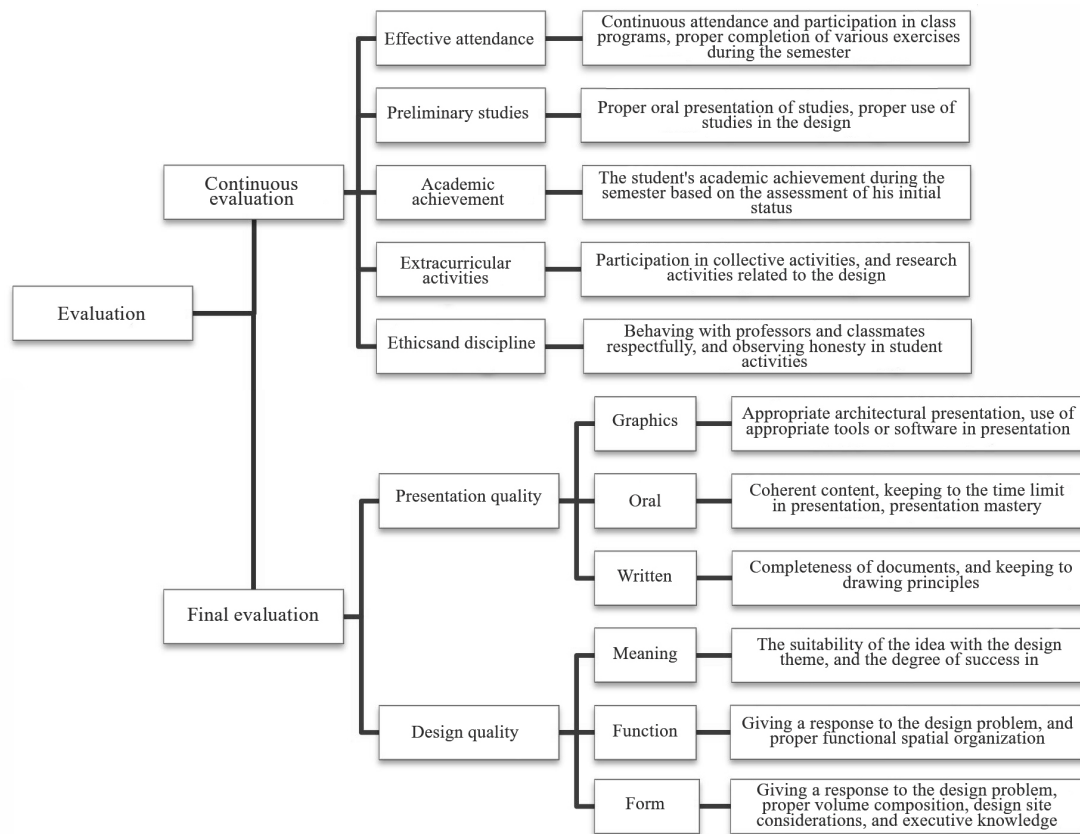 Effective attendance
Continuous attendance and participation in class
programs, proper completion of various exercises
during the semester
Preliminary studies
Proper oral presentation of studies, proper use of
studies in the design
Continuous
evaluation
Academic
achievement
The student's academic achievement during the
semester based on the assessment of his initial
status
Extracurricular
activities
Participation in collective activities, and research
activities related to the design
Evaluation
Ethicsand discipline
Behaving with professors and classmates
respectfully, and observing honesty in student
activities
Graphics
Appropriate architectural presentation, use of
appropriate tools or software in presentation
Presentation quality
Oral
Coherent content, keeping to the time limit
in presentation, presentation mastery
Written
Completeness of documents, and keeping to
drawing principles
Final evaluation
Meaning
The suitability of the idea with the design
theme, and the degree of success in
Design quality
Function
Giving a response to the design problem, and
proper functional spatial organization
Form
Giving a response to the design problem,
proper volume composition, design site
considerations, and executive knowledge